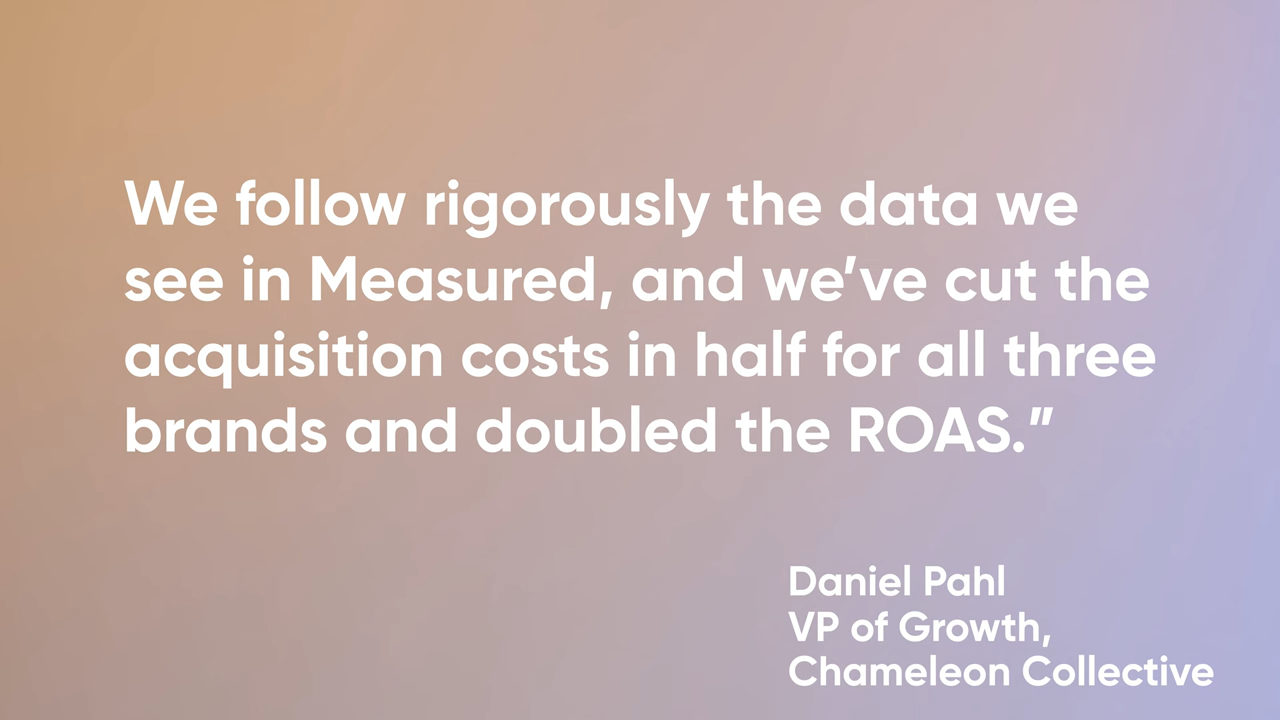 We follow rigorously the data we
see in Measured, and we’ve cut the
acquisition costs in half for all three
brands and doubled the ROAS.”
Daniel Pahl
VP of Growth,
Chameleon Collective